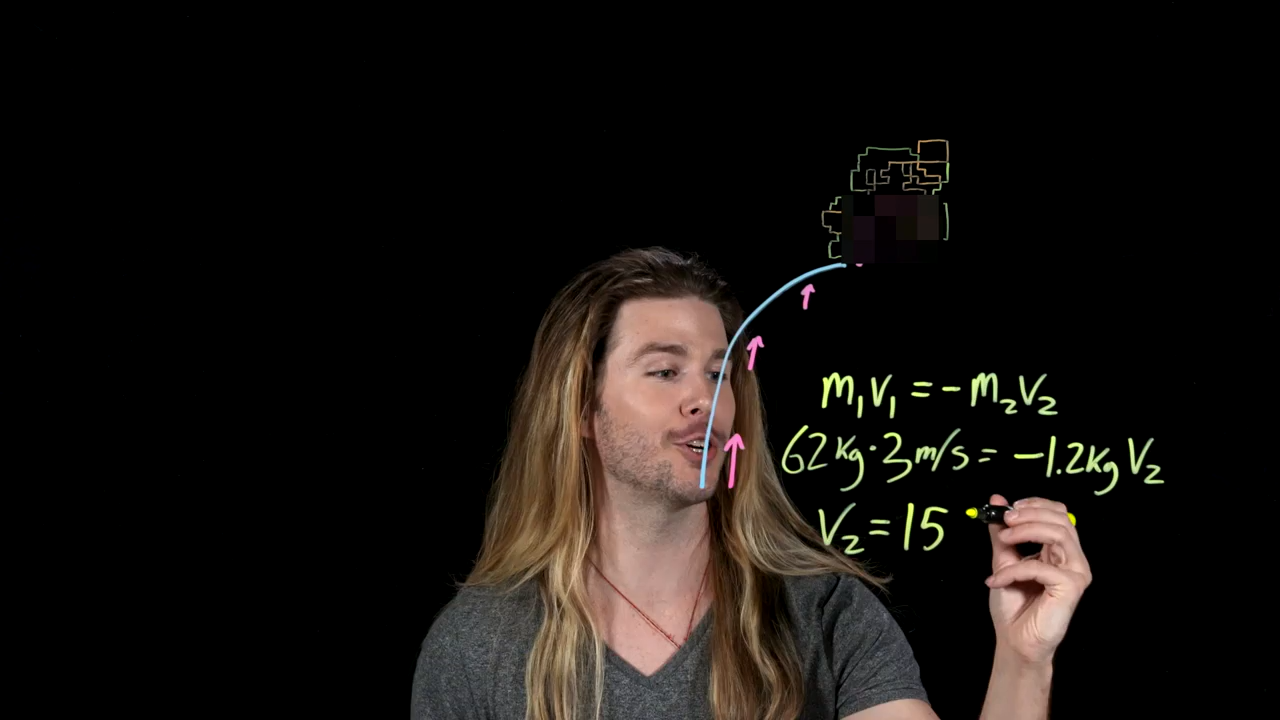 m₁v₁ = -m₂v₂
62kg·3m/s = -1.2kg v₂
v₂ = 15